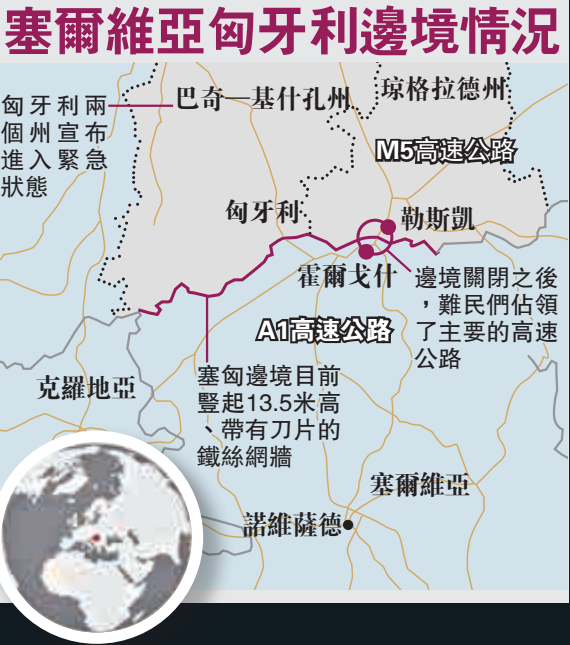 塞爾維亞匈牙利邊境情況
匈牙利兩
個州宣布
進入緊急
狀態
巴奇—基什孔州
琼格拉德州
M5高速公路
匈牙利
勒斯凱
霍爾戈什
邊境關閉之後
，難民們佔領
了主要的高速
公路
A1高速公路
塞匈邊境目前
豎起13.5米高
、帶有刀片的
鐵絲網牆
克羅地亞
塞爾維亞
諾維薩德